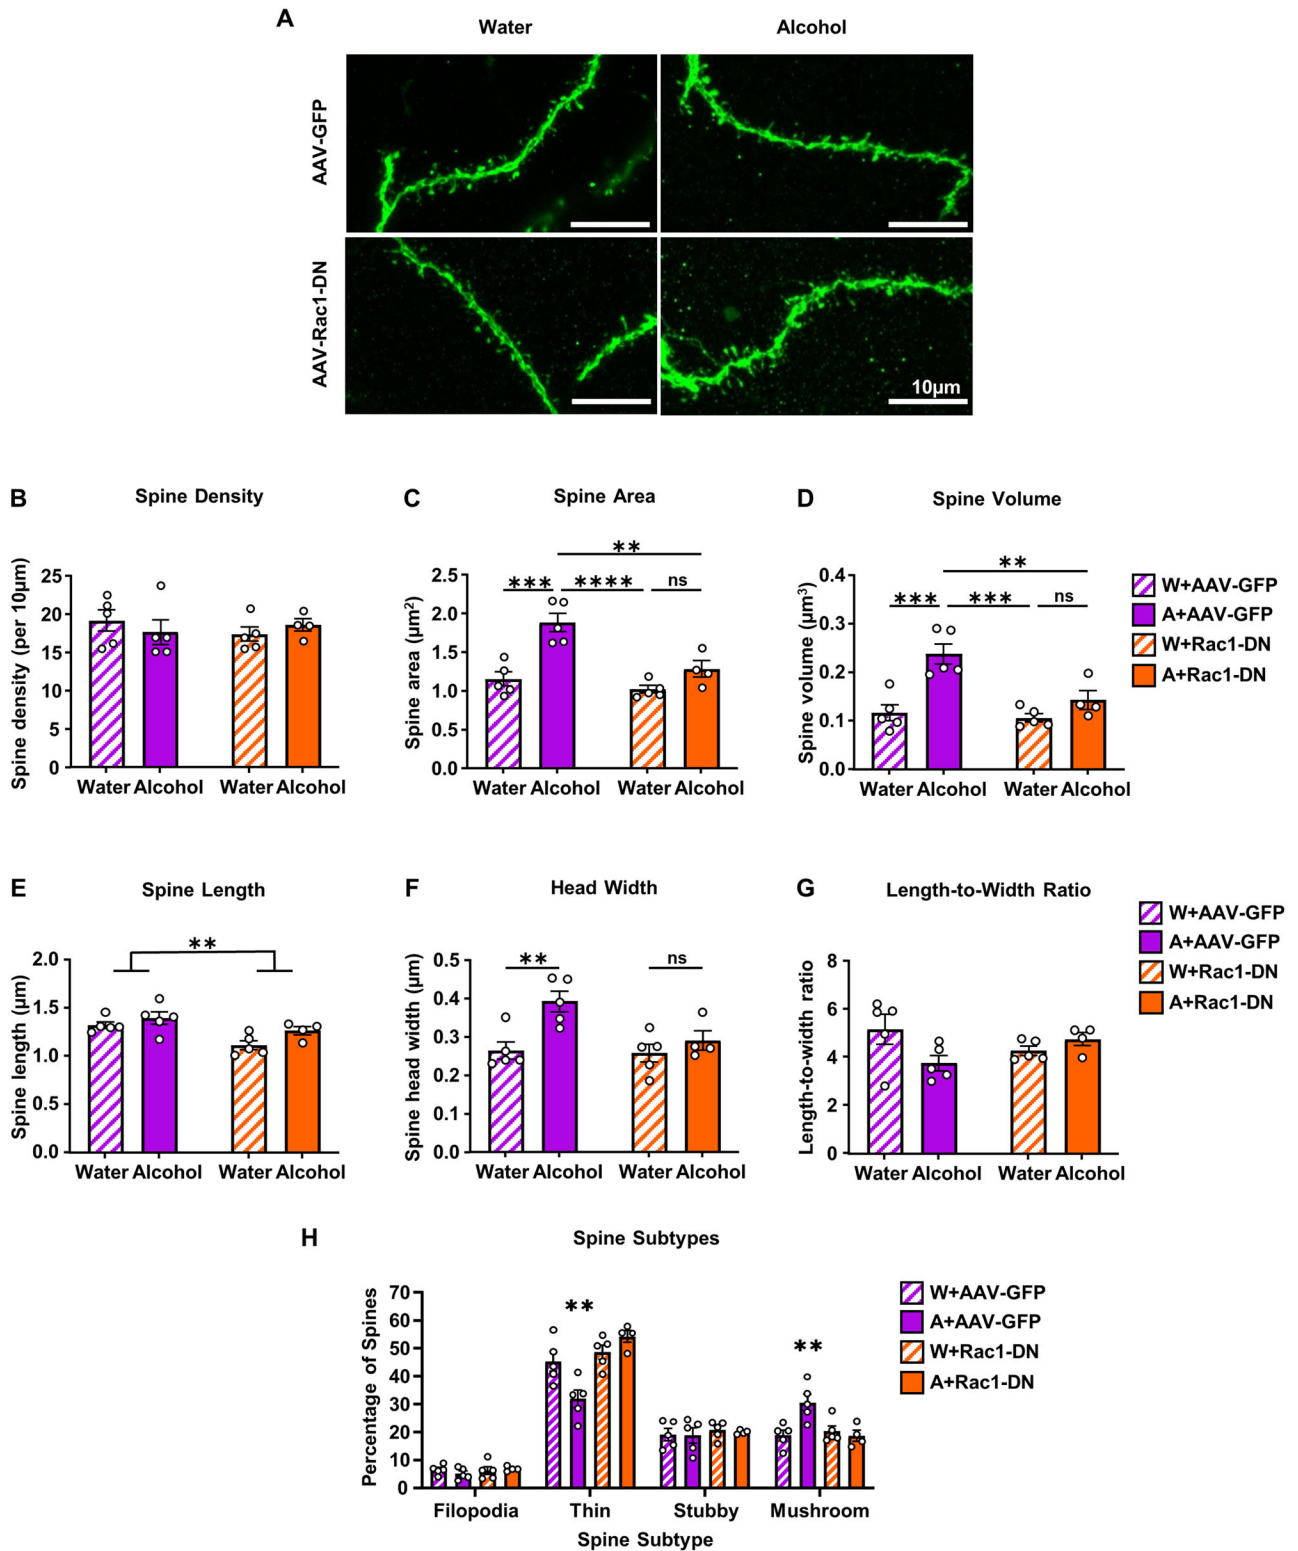 A
Water
Alcohol
AAV-GFP
AAV-Rac1-DN
10µm
B
Spine Density
Spine density (per 10µm)
25
20
15
10
5
0
Water Alcohol
Water Alcohol
C
Spine Area
Spine area (µm²)
2.5
2.0
1.5
1.0
0.5
0.0
**
***
****
ns
Water Alcohol
Water Alcohol
D
Spine Volume
Spine volume (µm³)
0.4
0.3
0.2
0.1
0.0
**
***
***
ns
Water Alcohol
Water Alcohol
W+AAV-GFP
A+AAV-GFP
W+Rac1-DN
A+Rac1-DN
E
Spine Length
Spine length (µm)
2.0
1.5
1.0
0.5
0.0
**
Water Alcohol
Water Alcohol
F
Head Width
Spine head width (µm)
0.5
0.4
0.3
0.2
0.1
0.0
**
ns
Water Alcohol
Water Alcohol
G
Length-to-Width Ratio
Length-to-width ratio
8
6
4
2
0
Water Alcohol
Water Alcohol
W+AAV-GFP
A+AAV-GFP
W+Rac1-DN
A+Rac1-DN
H
Spine Subtypes
Percentage of Spines
70
60
50
40
30
20
10
0
**
**
Filopodia
Thin
Stubby
Mushroom
Spine Subtype
W+AAV-GFP
A+AAV-GFP
W+Rac1-DN
A+Rac1-DN